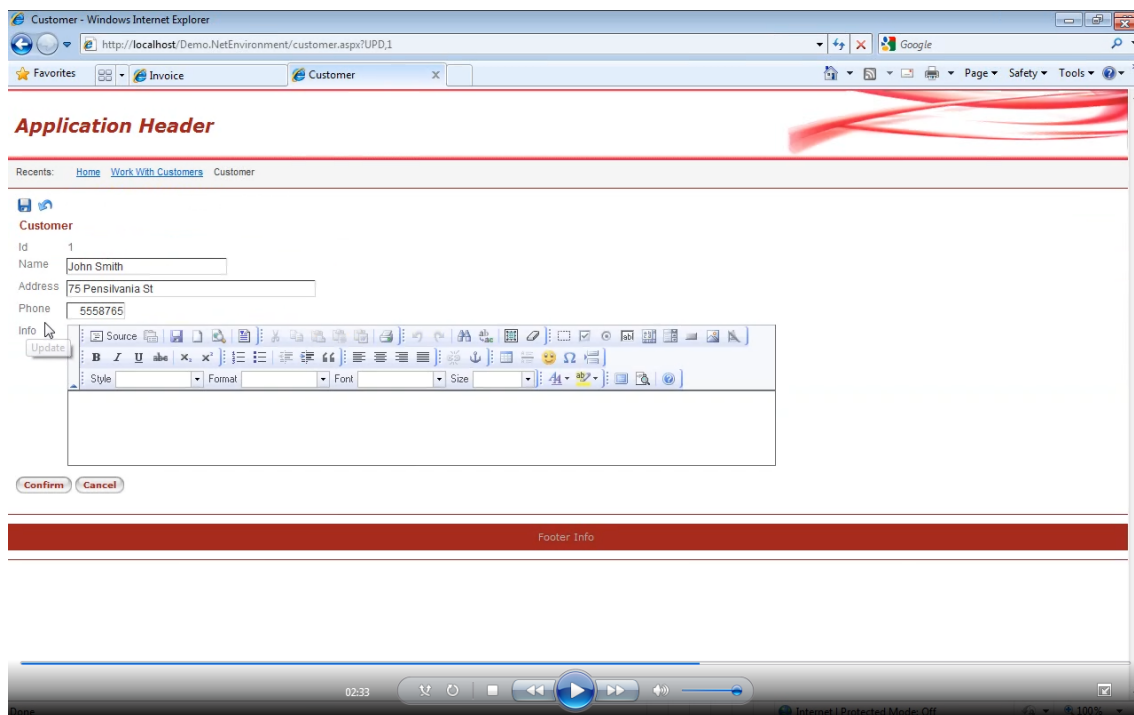 Customer - Windows Internet Explorer
http://localhost/Demo.NetEnvironment/customer.aspx?UPD,1
Google
Favorites Invoice Customer x Page Safety Tools
Application Header
Recents: Home Work With Customers Customer
Customer
Id 1
Name John Smith
Address 75 Pensilvania St
Phone 5558765
Info Source
Update
B I U abc x₂ x²
Style Format Font Size
Confirm Cancel
Footer Info
02:33
Done Internet | Protected Mode: Off 100%